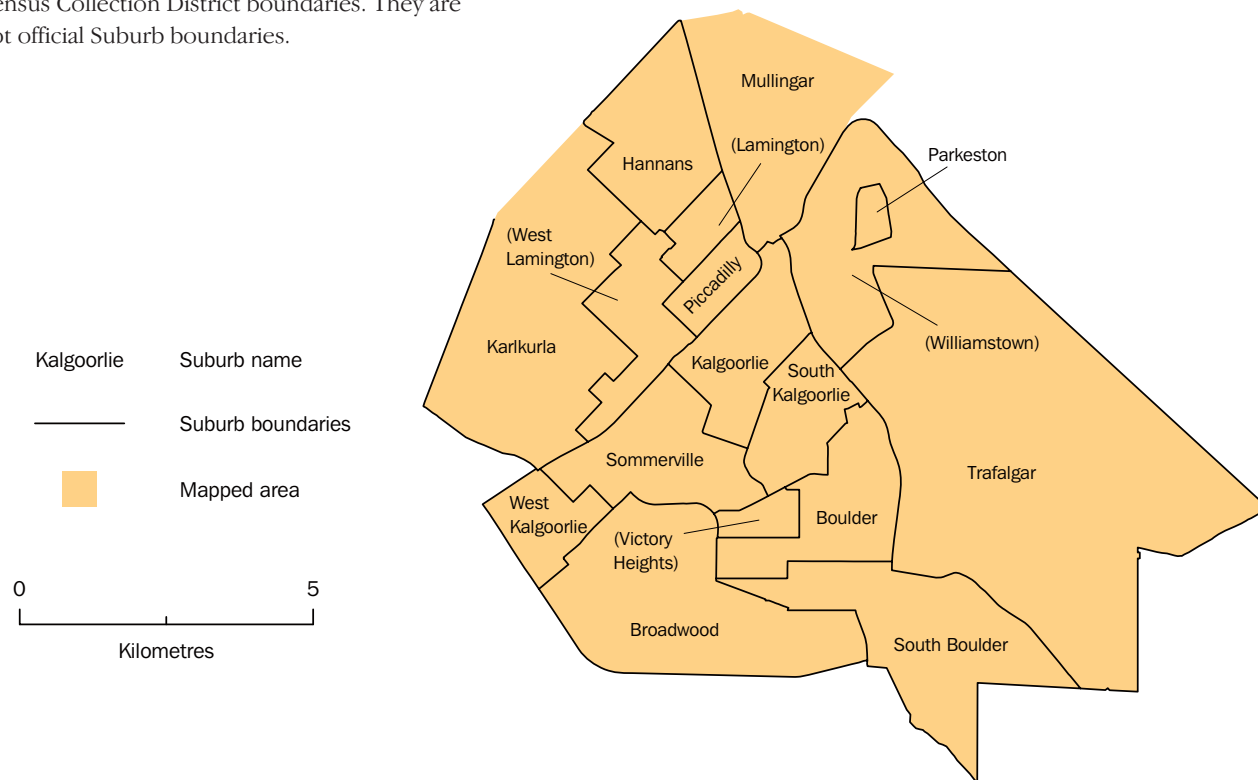 Census Collection District boundaries. They are
not official Suburb boundaries.
Mullingar
(Lamington)
Parkeston
Hannans
(West
Lamington)
Piccadilly
(Williamstown)
Karlkurla
Kalgoorlie
South
Kalgoorlie
Sommerville
Trafalgar
West
Kalgoorlie
Boulder
(Victory
Heights)
Broadwood
South Boulder
Kalgoorlie Suburb name
Suburb boundaries
Mapped area
0 5
Kilometres